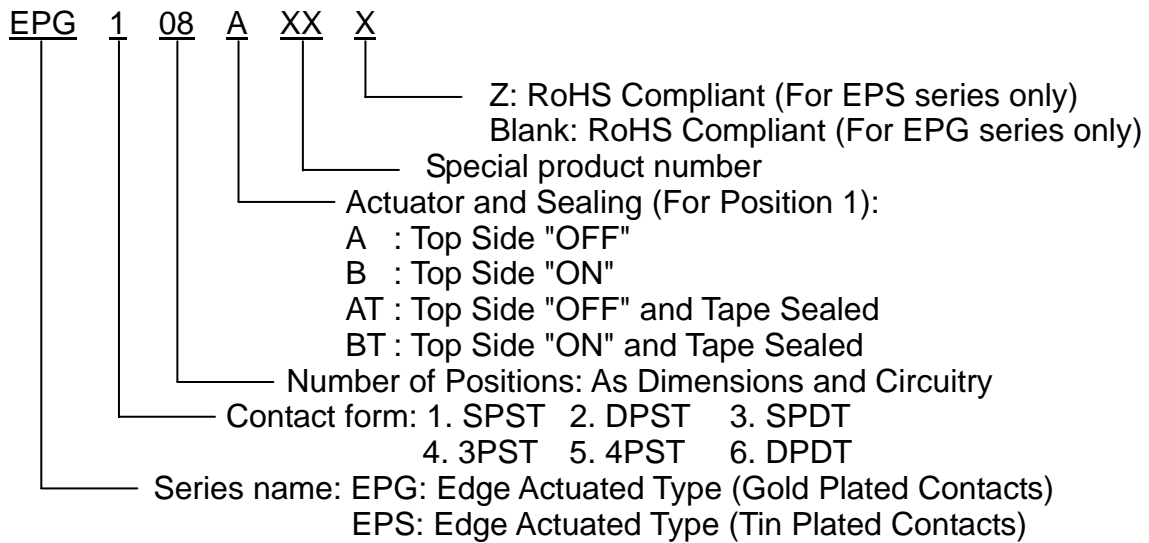 EPG 1 08 A XX X
Z: RoHS Compliant (For EPS series only)
Blank: RoHS Compliant (For EPG series only)
Special product number
Actuator and Sealing (For Position 1):
A : Top Side "OFF"
B : Top Side "ON"
AT : Top Side "OFF" and Tape Sealed
BT : Top Side "ON" and Tape Sealed
Number of Positions: As Dimensions and Circuitry
Contact form: 1. SPST 2. DPST 3. SPDT
4. 3PST 5. 4PST 6. DPDT
Series name: EPG: Edge Actuated Type (Gold Plated Contacts)
EPS: Edge Actuated Type (Tin Plated Contacts)